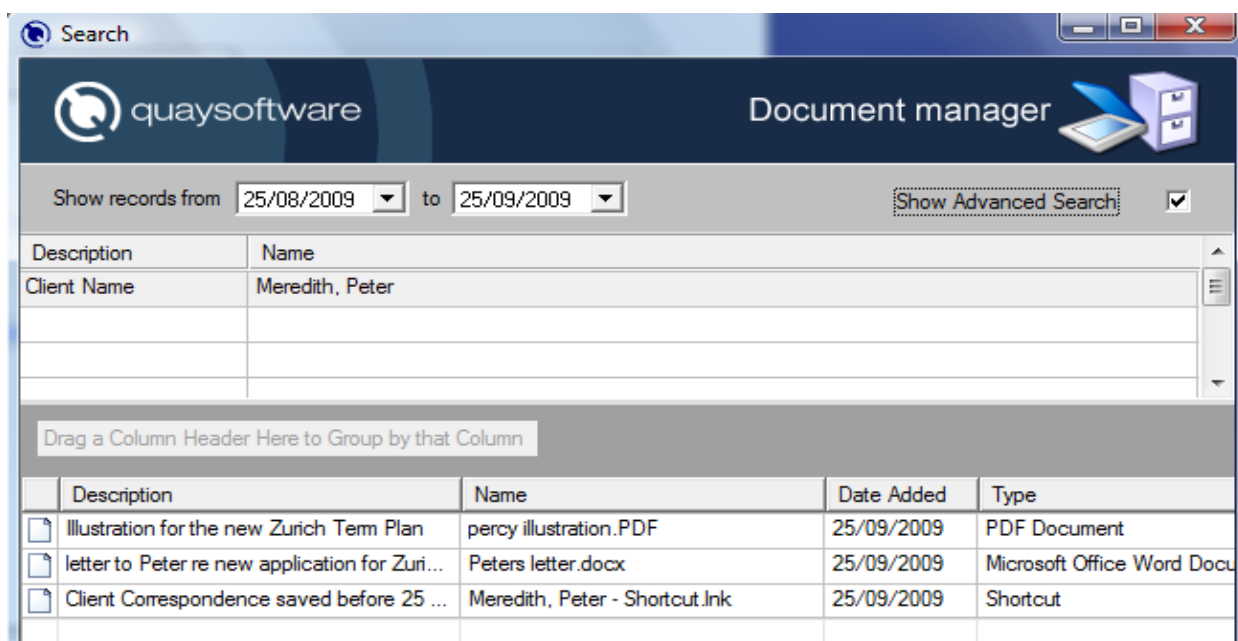 Search
quaysoftware Document manager
Show records from 25/08/2009 to 25/09/2009 Show Advanced Search
Description Name
Client Name Meredith, Peter
Drag a Column Header Here to Group by that Column
Description Name Date Added Type
Illustration for the new Zurich Term Plan percy illustration.PDF 25/09/2009 PDF Document
letter to Peter re new application for Zuri... Peters letter.docx 25/09/2009 Microsoft Office Word Docu
Client Correspondence saved before 25 ... Meredith, Peter - Shortcut.lnk 25/09/2009 Shortcut